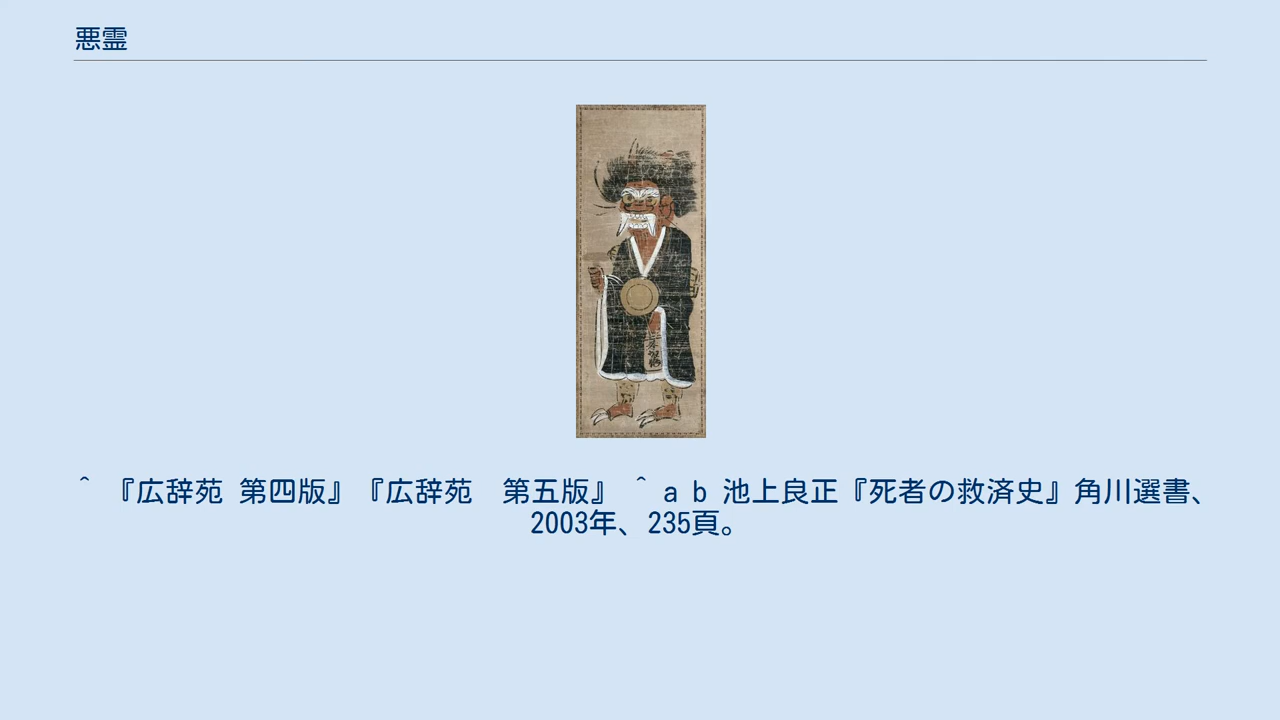 悪霊
^ 『広辞苑 第四版』『広辞苑　第五版』 ^ a b 池上良正『死者の救済史』角川選書、
2003年、235頁。